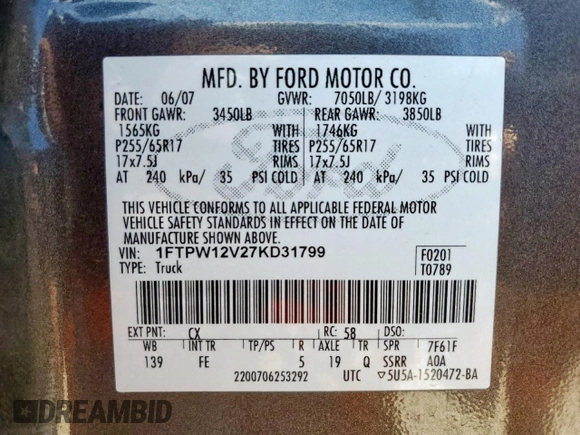 MFD. BY FORD MOTOR CO.
DATE: 06/07 GVWR: 7050LB/ 3198KG
FRONT GAWR: 3450LB REAR GAWR: 3850LB
1565KG WITH 1746KG WITH
P255/65R17 TIRES P255/65R17 TIRES
17x7.5J RIMS 17x7.5J RIMS
AT 240 kPa/ 35 PSI COLD AT 240 kPa/ 35 PSI COLD
Ford
THIS VEHICLE CONFORMS TO ALL APPLICABLE FEDERAL MOTOR
VEHICLE SAFETY STANDARDS IN EFFECT ON THE DATE OF
MANUFACTURE SHOWN ABOVE.
VIN: 1FTPW12V27KD31799 F0201
TYPE: Truck T0789
EXT PNT: CX RC: 58 DSO:
WB BRK INT TR TP/PS R AXLE TR SPR 7F61F
139 FE 5 19 Q SSRR A0A
2200706253292 UTC ▽5U5A-1520472-BA
DREAMBID